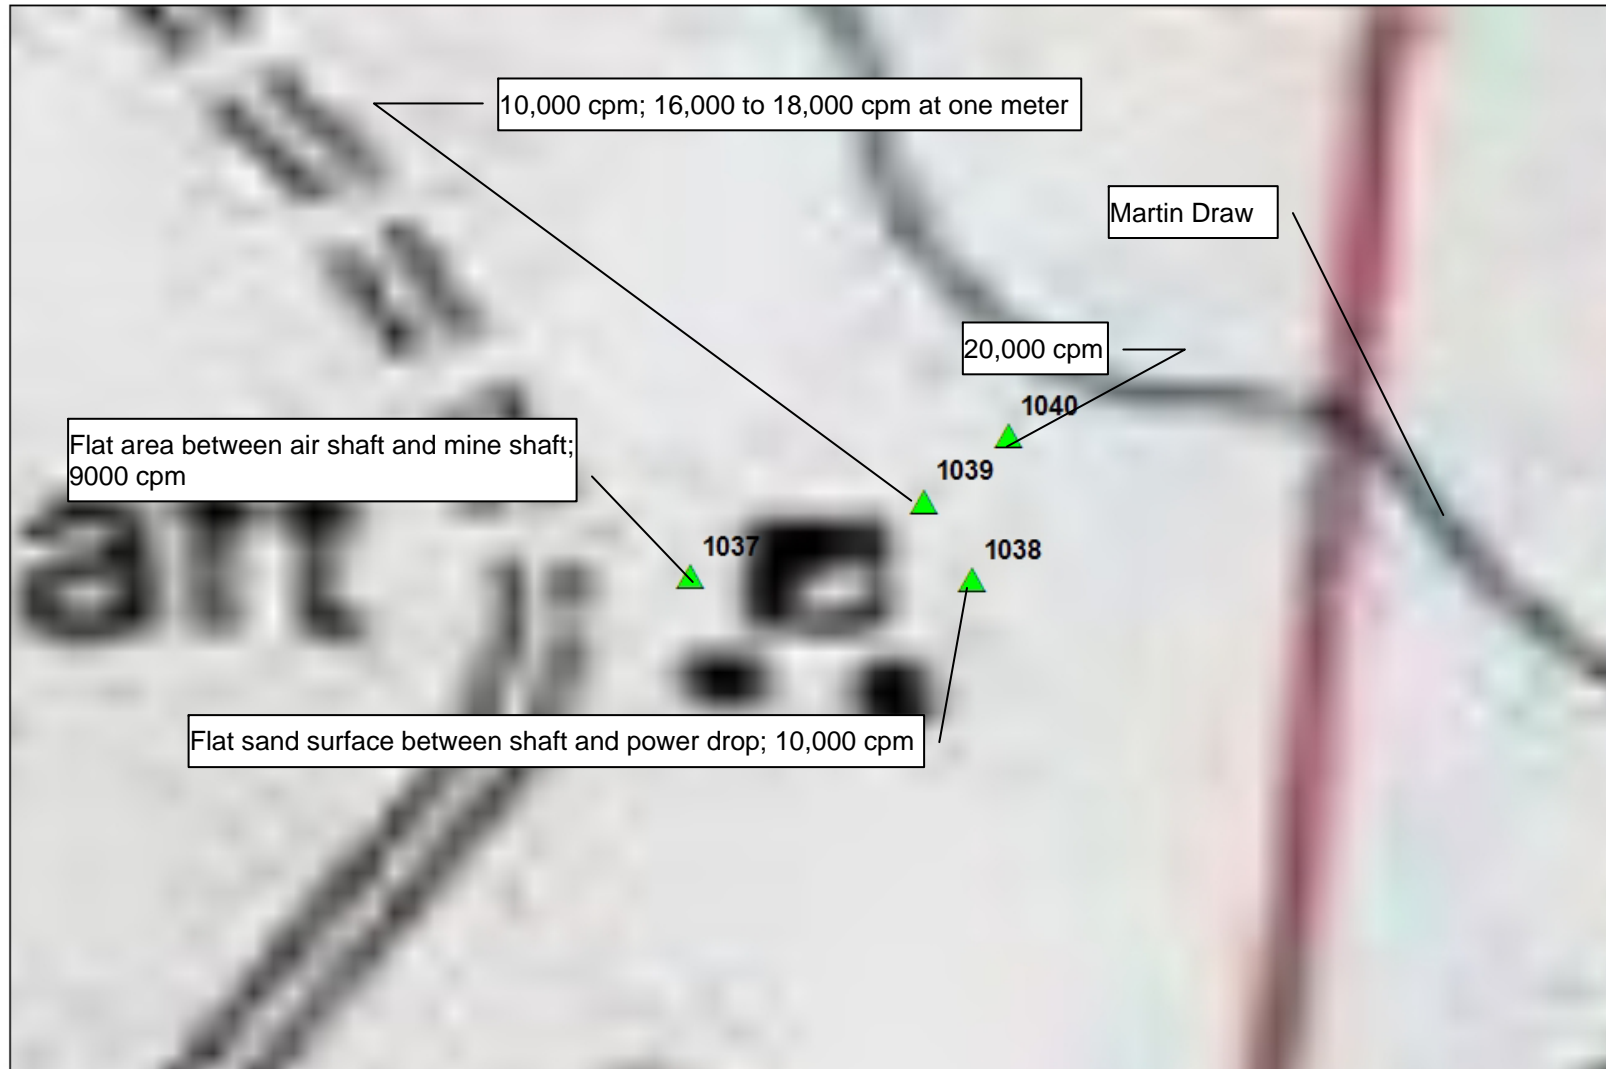 10,000 cpm; 16,000 to 18,000 cpm at one meter
Martin Draw
20,000 cpm
1040
Flat area between air shaft and mine shaft;
9000 cpm
1039
1037
1038
aft
Flat sand surface between shaft and power drop; 10,000 cpm